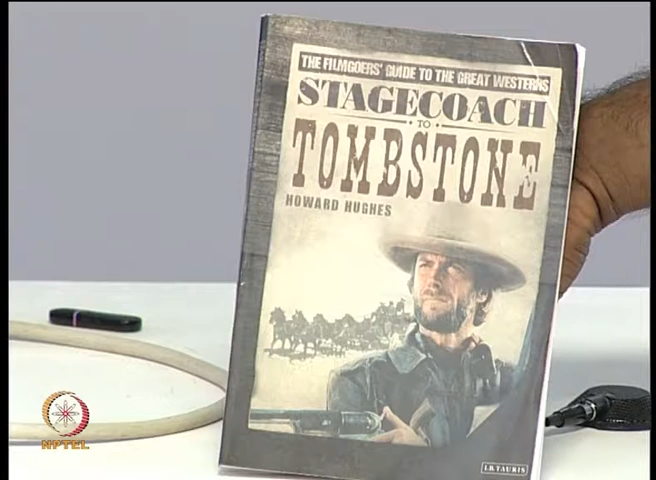 THE FILMGOERS' GUIDE TO THE GREAT WESTERNS
STAGECOACH
TO
TOMBSTONE
HOWARD HUGHES
I.B.TAURIS
NPTEL